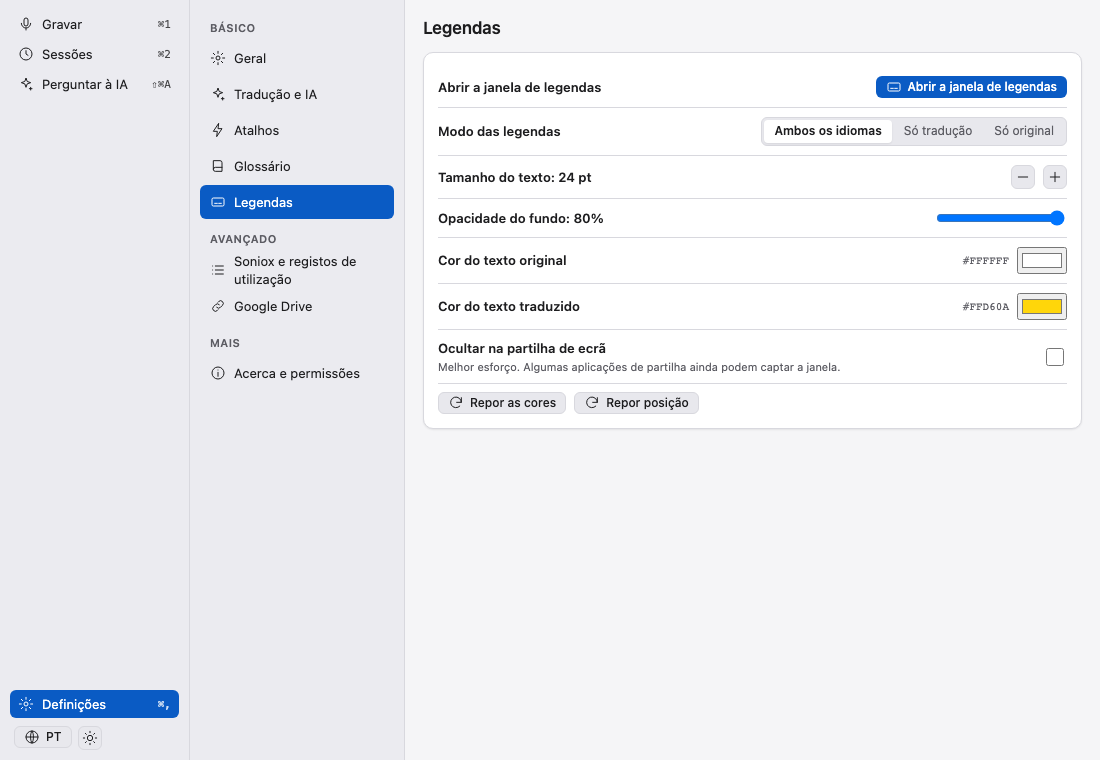 Gravar ⌘1
Sessões ⌘2
Perguntar à IA ⇧⌘A
Definições ⌘,
PT
BÁSICO
Geral
Tradução e IA
Atalhos
Glossário
Legendas
AVANÇADO
Soniox e registos de
utilização
Google Drive
MAIS
Acerca e permissões
Legendas
Abrir a janela de legendas Abrir a janela de legendas
Modo das legendas Ambos os idiomas Só tradução Só original
Tamanho do texto: 24 pt
Opacidade do fundo: 80%
Cor do texto original #FFFFFF
Cor do texto traduzido #FFD60A
Ocultar na partilha de ecrã
Melhor esforço. Algumas aplicações de partilha ainda podem captar a janela.
Repor as cores Repor posição